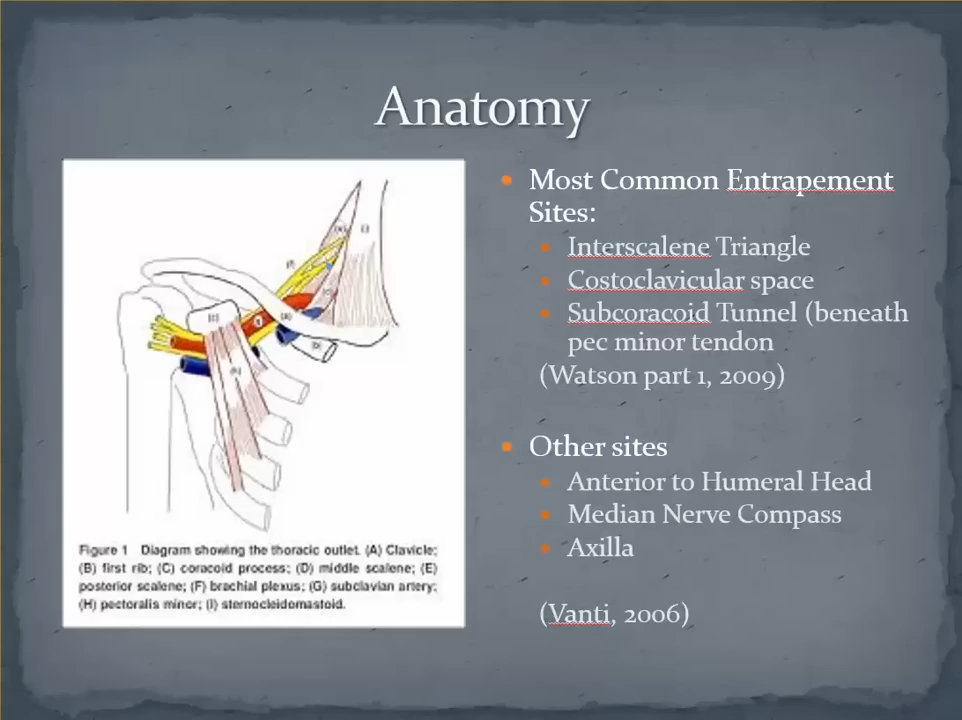 Anatomy
Most Common Entrapement
Sites:
Interscalene Triangle
Costoclavicular space
Subcoracoid Tunnel (beneath
pec minor tendon
(Watson part 1, 2009)
Other sites
Anterior to Humeral Head
Median Nerve Compass
Axilla
(Vanti, 2006)
Figure 1 Diagram showing the thoracic outlet. (A) Clavicle;
(B) first rib; (C) coracoid process; (D) middle scalene; (E)
posterior scalene; (F) brachial plexus; (G) subclavian artery;
(H) pectoralis minor; (I) sternocleidomastoid.